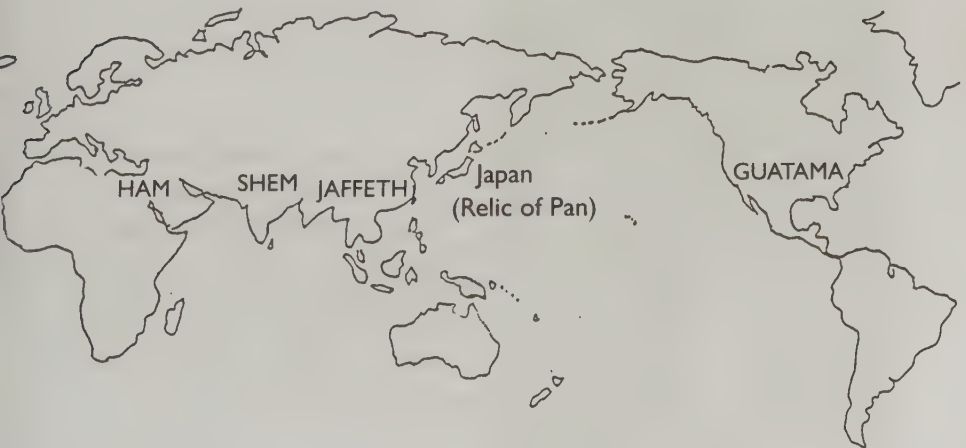 HAM
SHEM
JAFFETH
Japan
(Relic of Pan)
GUATAMA